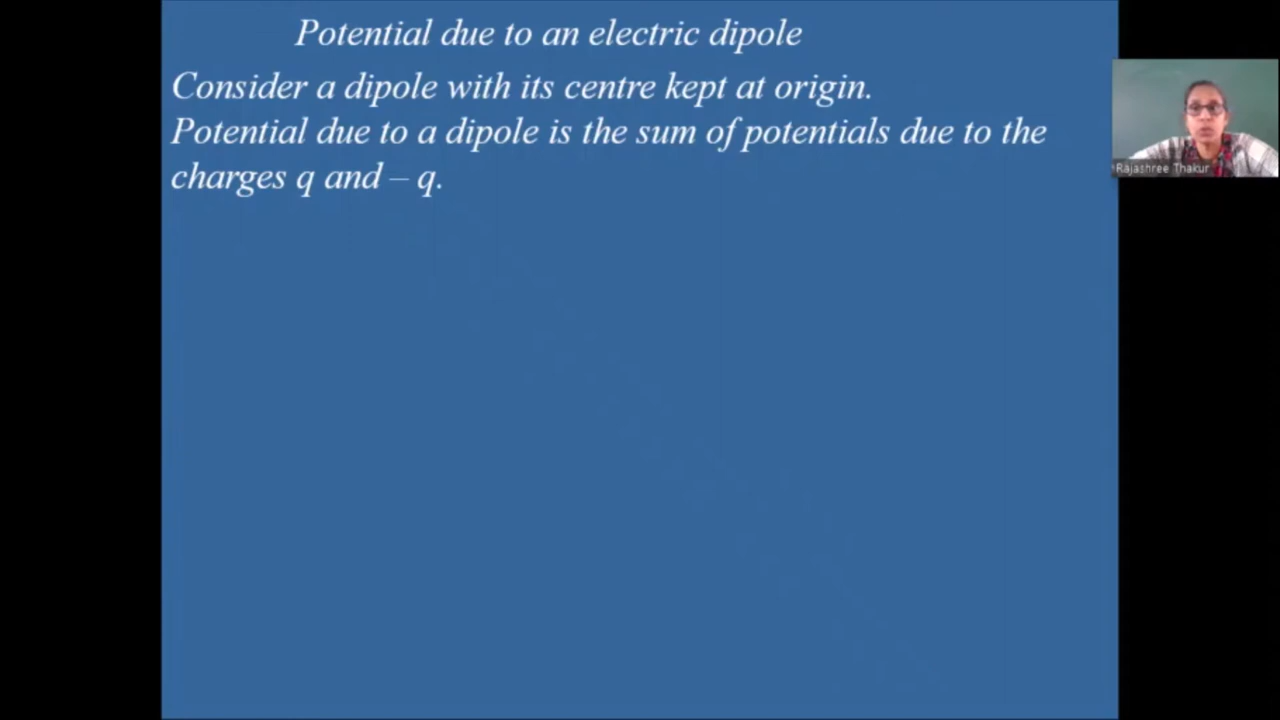 Potential due to an electric dipole
Consider a dipole with its centre kept at origin.
Potential due to a dipole is the sum of potentials due to the
charges q and – q.
Rajashree Thakur